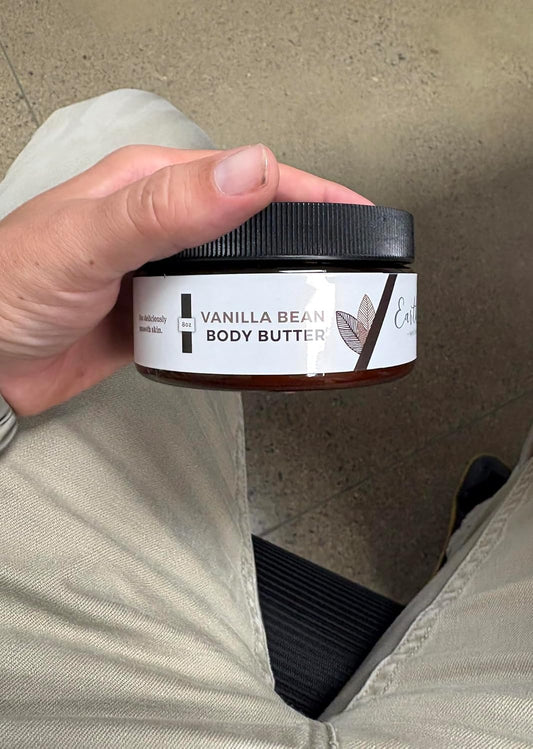 deliciously
smooth skin.
8oz
VANILLA BEAN
BODY BUTTER